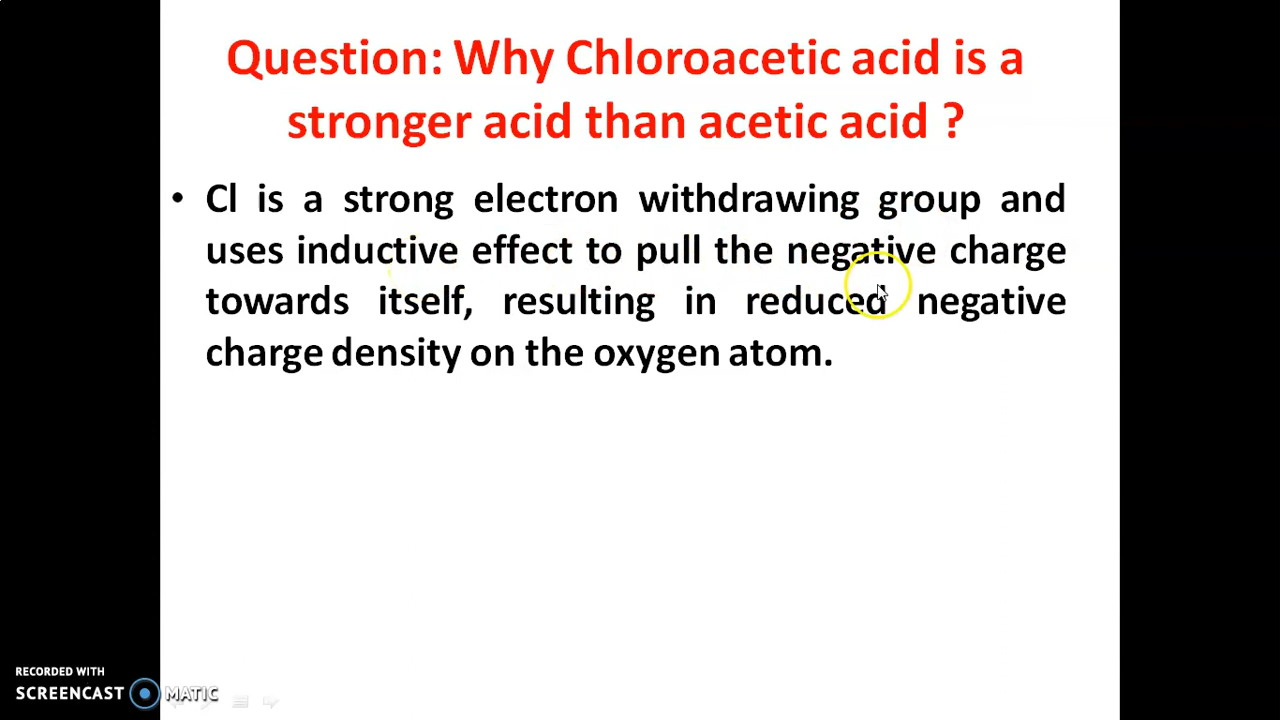 Question: Why Chloroacetic acid is a
stronger acid than acetic acid ?
• Cl is a strong electron withdrawing group and
uses inductive effect to pull the negative charge
towards itself, resulting in reduced negative
charge density on the oxygen atom.
RECORDED WITH
SCREENCAST MATIC